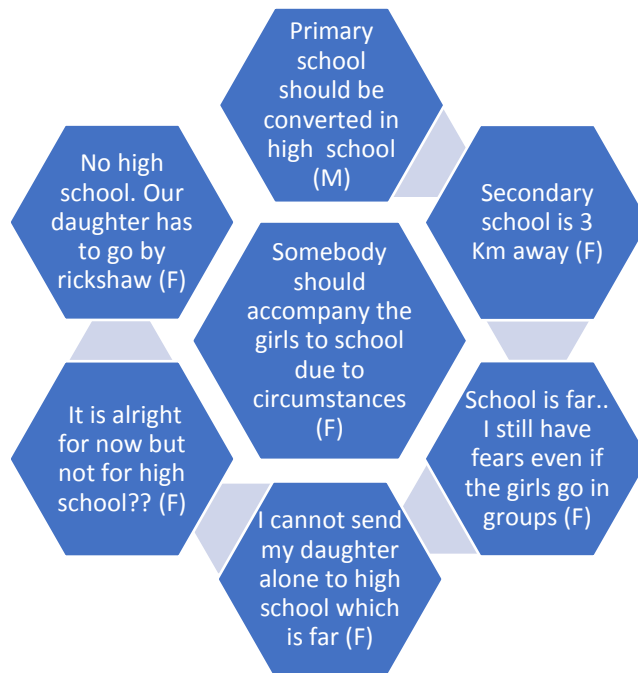 Primary
school
should be
converted in
high school
(M)
No high
school. Our
daughter has
to go by
rickshaw (F)
Secondary
school is 3
Km away (F)
Somebody
should
accompany the
girls to school
due to
circumstances
(F)
It is alright
for now but
not for high
school?? (F)
School is far..
I still have
fears even if
the girls go in
groups (F)
I cannot send
my daughter
alone to high
school which
is far (F)